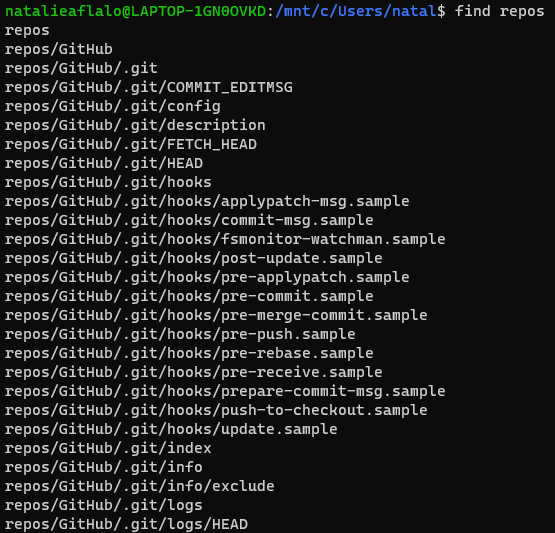 natalieaflalo@LAPTOP-1GN0OVKD:/mnt/c/Users/natal$ find repos
repos
repos/GitHub
repos/GitHub/.git
repos/GitHub/.git/COMMIT_EDITMSG
repos/GitHub/.git/config
repos/GitHub/.git/description
repos/GitHub/.git/FETCH_HEAD
repos/GitHub/.git/HEAD
repos/GitHub/.git/hooks
repos/GitHub/.git/hooks/applypatch-msg.sample
repos/GitHub/.git/hooks/commit-msg.sample
repos/GitHub/.git/hooks/fsmonitor-watchman.sample
repos/GitHub/.git/hooks/post-update.sample
repos/GitHub/.git/hooks/pre-applypatch.sample
repos/GitHub/.git/hooks/pre-commit.sample
repos/GitHub/.git/hooks/pre-merge-commit.sample
repos/GitHub/.git/hooks/pre-push.sample
repos/GitHub/.git/hooks/pre-rebase.sample
repos/GitHub/.git/hooks/pre-receive.sample
repos/GitHub/.git/hooks/prepare-commit-msg.sample
repos/GitHub/.git/hooks/push-to-checkout.sample
repos/GitHub/.git/hooks/update.sample
repos/GitHub/.git/index
repos/GitHub/.git/info
repos/GitHub/.git/info/exclude
repos/GitHub/.git/logs
repos/GitHub/.git/logs/HEAD